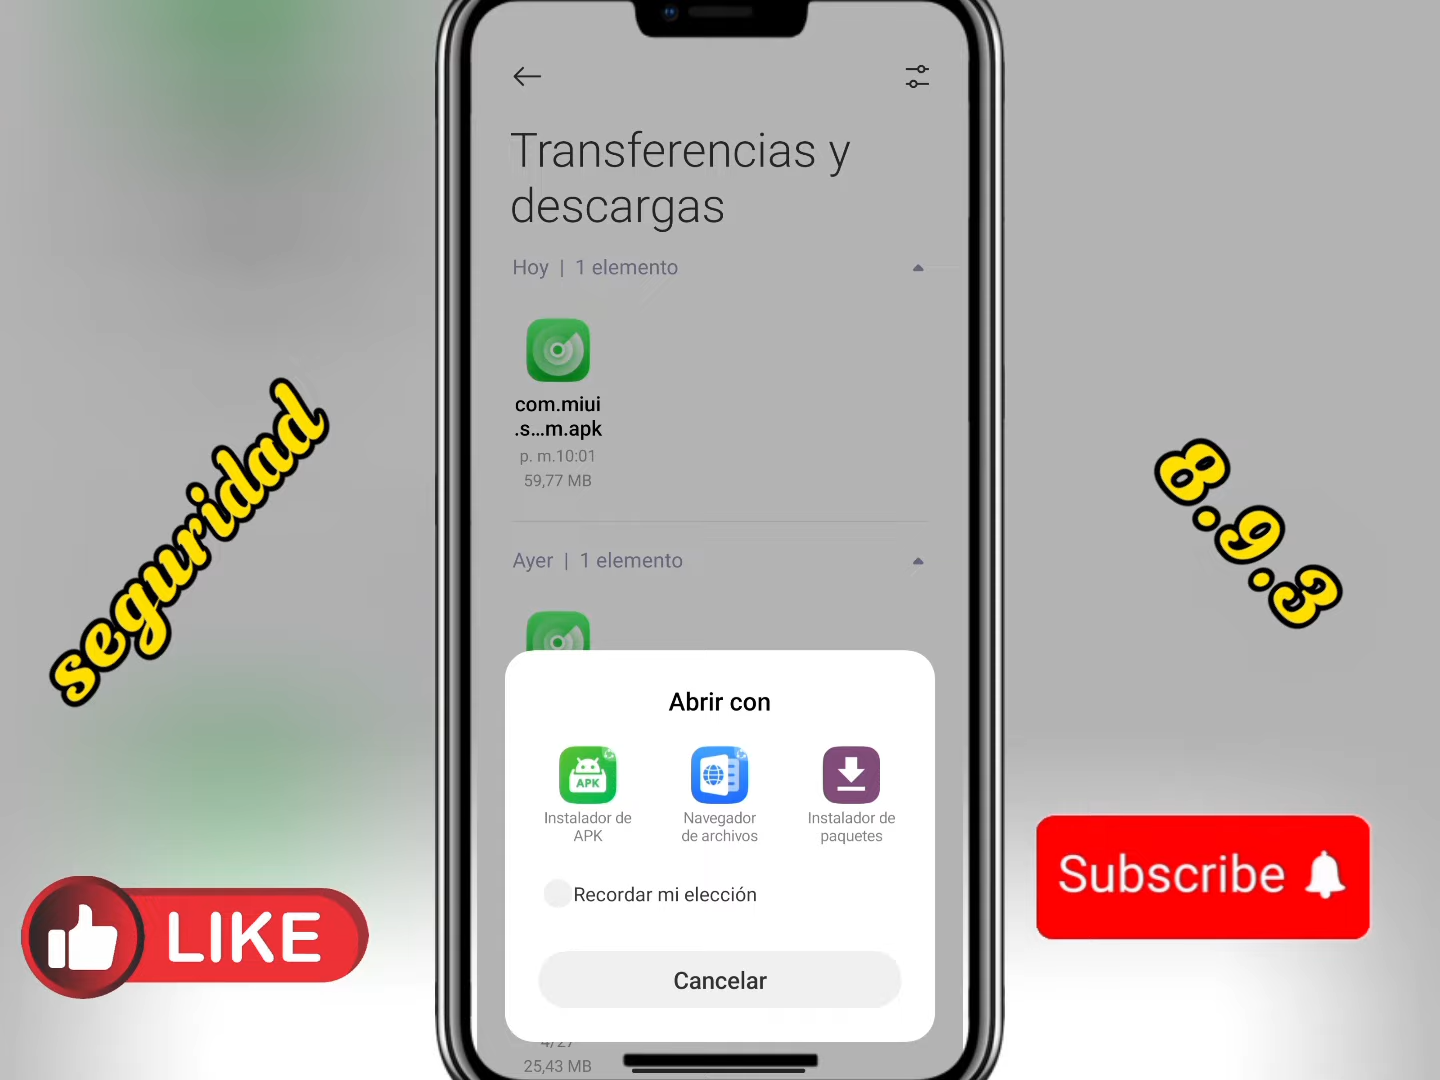 Transferencias y
descargas
Hoy | 1 elemento
com.miui
.s...m.apk
p. m.10:01
59,77 MB
Ayer | 1 elemento
Abrir con
APK
Instalador de
APK
Navegador
de archivos
Instalador de
paquetes
Recordar mi elección
Cancelar
4/27
25,43 MB
seguridad
8.9.3
LIKE
Subscribe